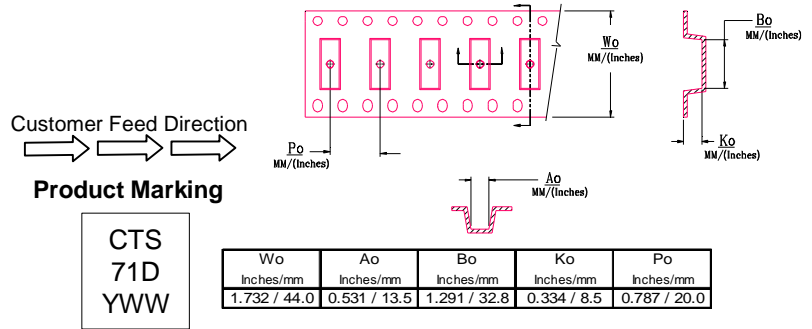 Wo
MM/(Inches)
Bo
MM/(Inches)
Customer Feed Direction
Po
MM/(Inches)
Ko
MM/(Inches)
Ao
MM/(Inches)
Product Marking
CTS
71D
YWW
Wo Ao Bo Ko Po
Inches/mm Inches/mm Inches/mm Inches/mm Inches/mm
1.732 / 44.0 0.531 / 13.5 1.291 / 32.8 0.334 / 8.5 0.787 / 20.0